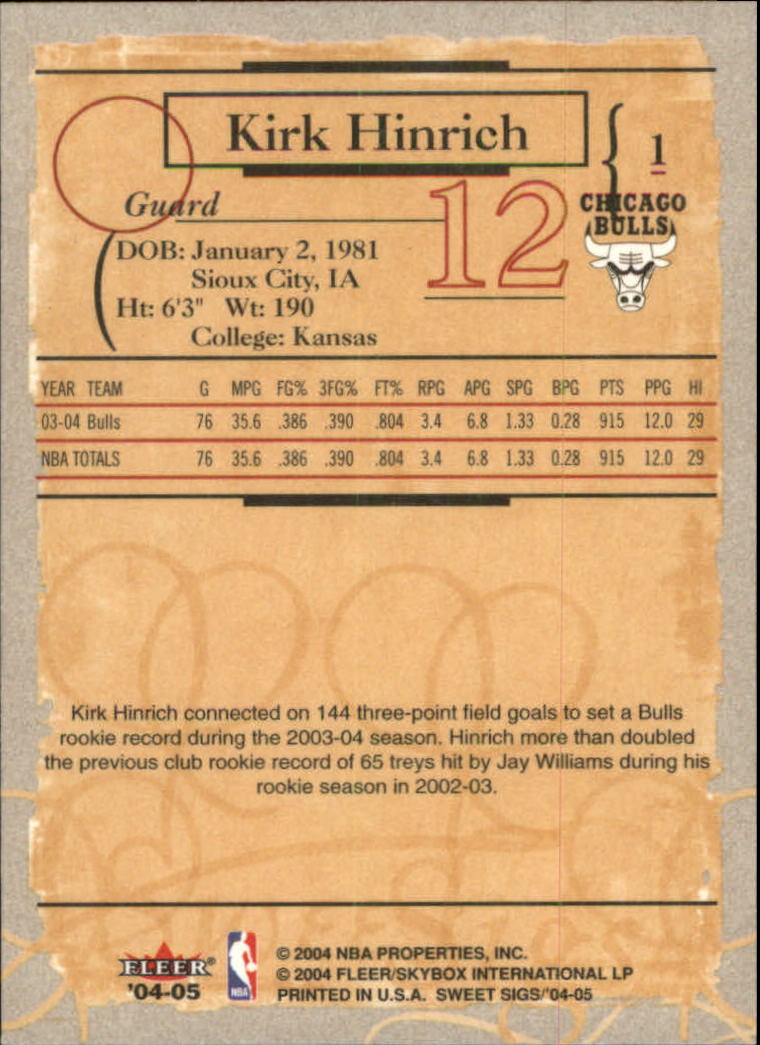 Kirk Hinrich
1
Guard
12
CHICAGO
BULLS
DOB: January 2, 1981
Sioux City, IA
Ht: 6'3" Wt: 190
College: Kansas
YEAR TEAM G MPG FG% 3FG% FT% RPG APG SPG BPG PTS PPG HI
03-04 Bulls 76 35.6 .386 .390 .804 3.4 6.8 1.33 0.28 915 12.0 29
NBA TOTALS 76 35.6 .386 .390 .804 3.4 6.8 1.33 0.28 915 12.0 29
Kirk Hinrich connected on 144 three-point field goals to set a Bulls
rookie record during the 2003-04 season. Hinrich more than doubled
the previous club rookie record of 65 treys hit by Jay Williams during his
rookie season in 2002-03.
FLEER®
'04-05
NBA
© 2004 NBA PROPERTIES, INC.
© 2004 FLEER/SKYBOX INTERNATIONAL LP
PRINTED IN U.S.A. SWEET SIGS/'04-05